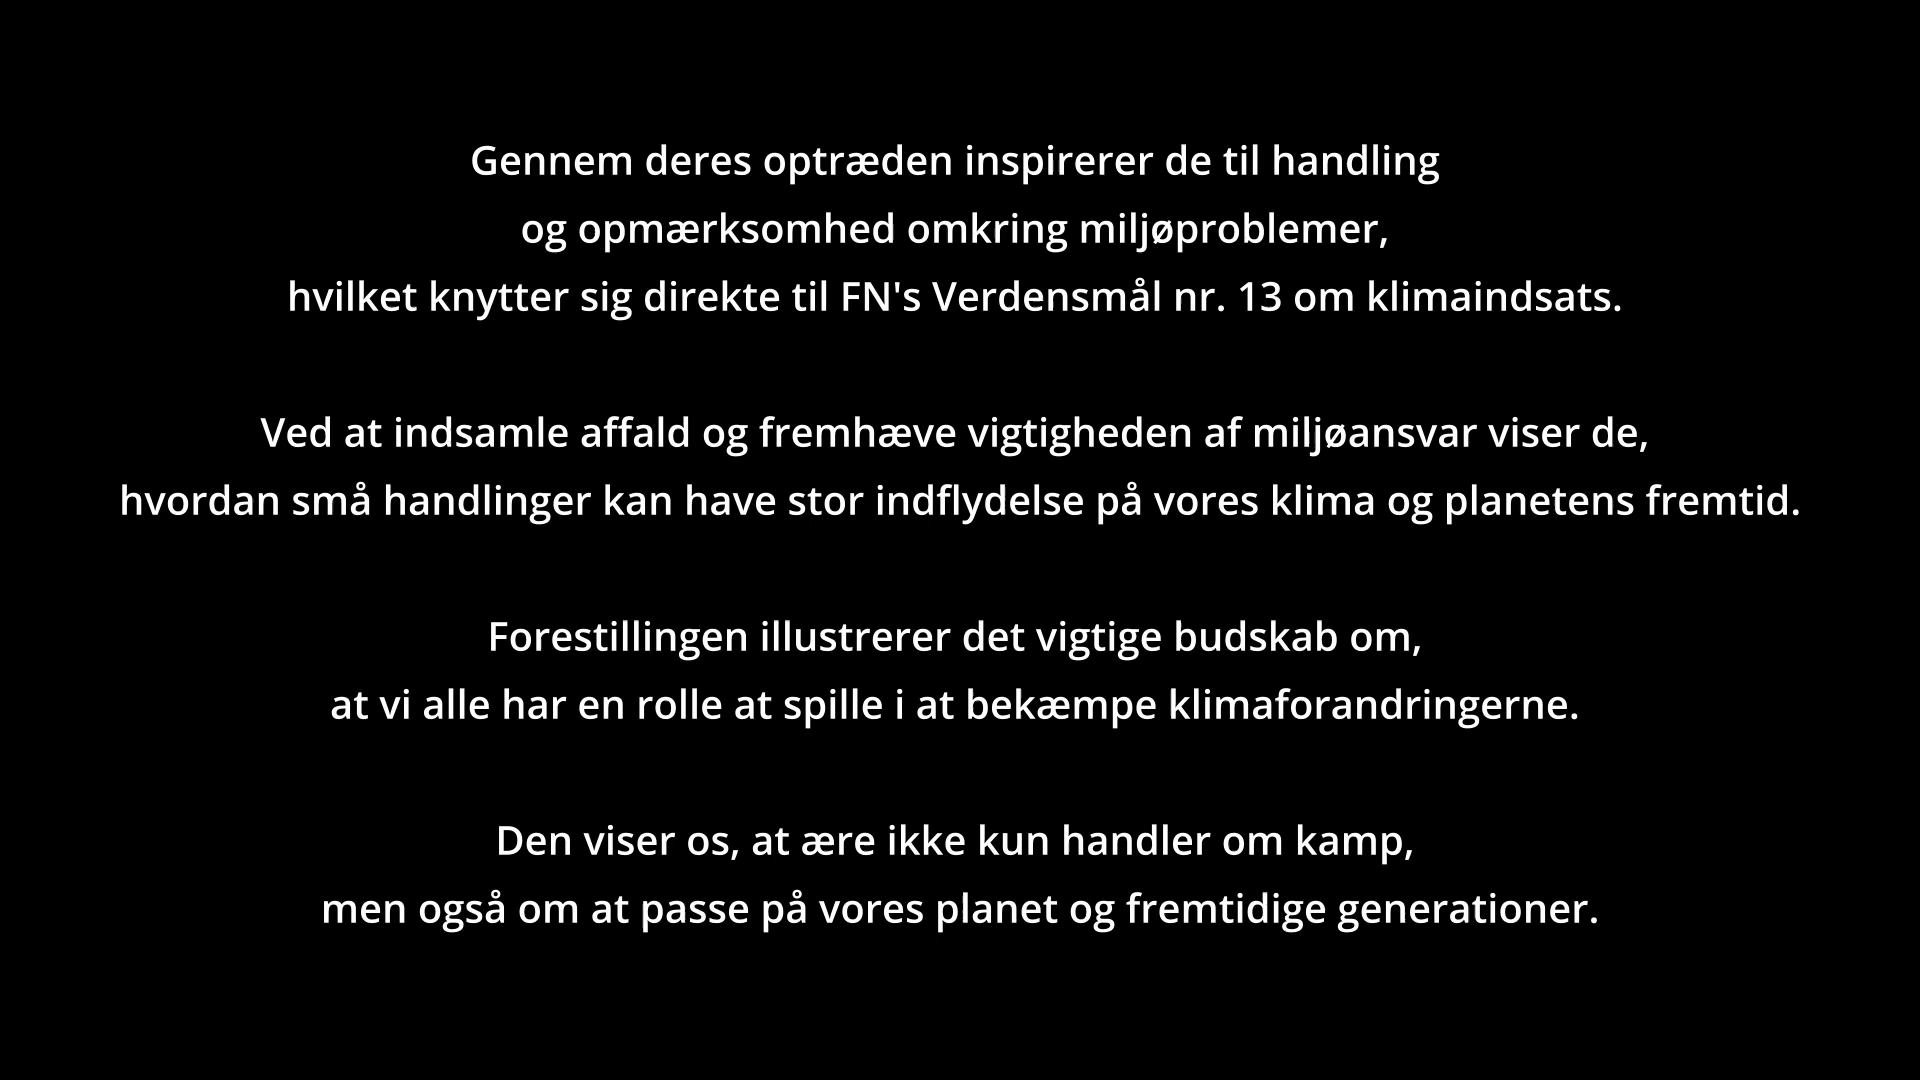 Gennem deres optræden inspirerer de til handling
og opmærksomhed omkring miljøproblemer,
hvilket knytter sig direkte til FN's Verdensmål nr. 13 om klimaindsats.
Ved at indsamle affald og fremhæve vigtigheden af miljøansvar viser de,
hvordan små handlinger kan have stor indflydelse på vores klima og planetens fremtid.
Forestillingen illustrerer det vigtige budskab om,
at vi alle har en rolle at spille i at bekæmpe klimaforandringerne.
Den viser os, at ære ikke kun handler om kamp,
men også om at passe på vores planet og fremtidige generationer.